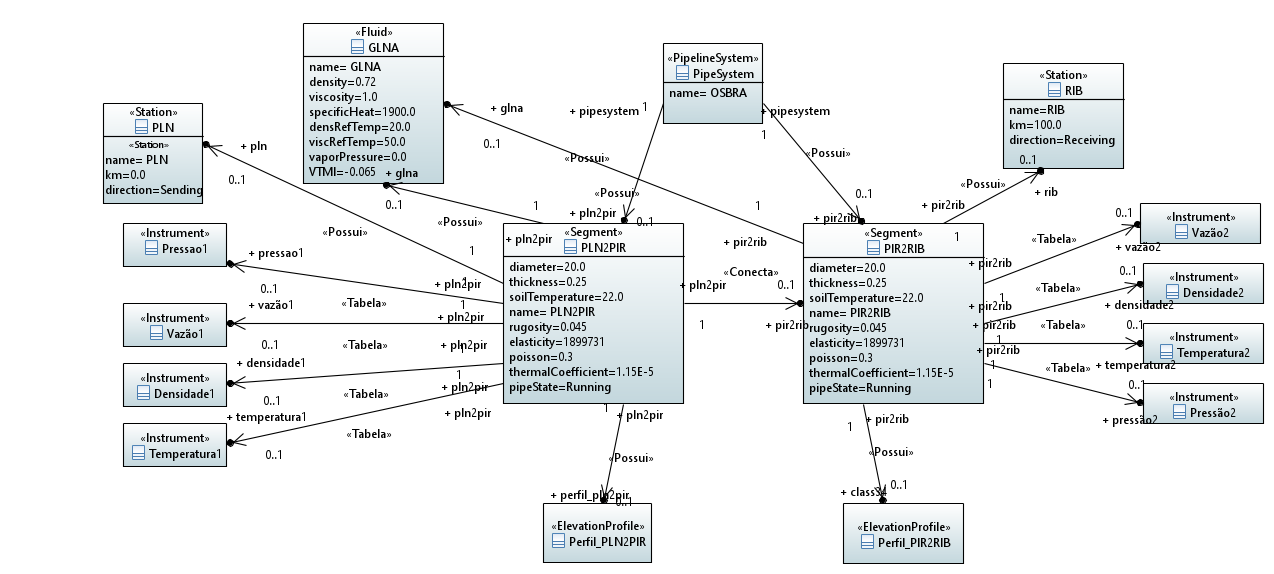 «Fluid»
GLNA
name= GLNA
density=0.72
viscosity=1.0
specificHeat=1900.0
densRefTemp=20.0
viscRefTemp=50.0
vaporPressure=0.0
VTMI=-0.065
+ glna
0..1
«PipelineSystem»
PipeSystem
name= OSBRA
«Station»
RIB
name=RIB
km=100.0
direction=Receiving
0..1
«Station»
PLN
«Station»
name= PLN
km=0.0
direction=Sending
+ pln
0..1
+ glna
0..1
«Possui»
+ pipesystem
1
+ pipesystem
1
«Possui»
«Possui»
+ rib
«Possui»
0..1
+ pln2pir
0..1
+ pir2rib
+ pir2rib
1
1
«Possui»
«Possui»
1
1
+ pir2rib
«Instrument»
Pressao1
+ pressao1
0..1
«Instrument»
Vazão1
+ vazão1
0..1
«Tabela»
«Instrument»
Densidade1
+ densidade1
0..1
«Tabela»
«Instrument»
Temperatura1
+ temperatura1
0..1
«Tabela»
«Tabela»
+ pln2pir
1
+ pln2pir
1
+ pln2pir
1
+ pln2pir
1
+ pln2pir
+ pln2pir
«Segment»
PLN2PIR
diameter=20.0
thickness=0.25
soilTemperature=22.0
name= PLN2PIR
rugosity=0.045
elasticity=1899731
poisson=0.3
thermalCoefficient=1.15E-5
pipeState=Running
«Conecta»
+ pln2pir
0..1
1
+ pir2rib
«Segment»
PIR2RIB
diameter=20.0
thickness=0.25
soilTemperature=22.0
name= PIR2RIB
rugosity=0.045
elasticity=1899731
poisson=0.3
thermalCoefficient=1.15E-5
pipeState=Running
0..1
«Tabela»
+ vazão2
«Instrument»
Vazão2
+ pir2rib
1
0..1
«Tabela»
+ densidade2
«Instrument»
Densidade2
+ pir2rib
+ pir2rib
1
0..1
«Tabela»
+ temperatura2
«Instrument»
Temperatura2
+ pir2rib
1
0..1
«Tabela»
+ pressão2
«Instrument»
Pressão2
1
1
+ pln2pir
«Possui»
+ perfil_pln2pir
0..1
«ElevationProfile»
Perfil_PLN2PIR
+ pir2rib
1
«Possui»
0..1
«ElevationProfile»
Perfil_PIR2RIB